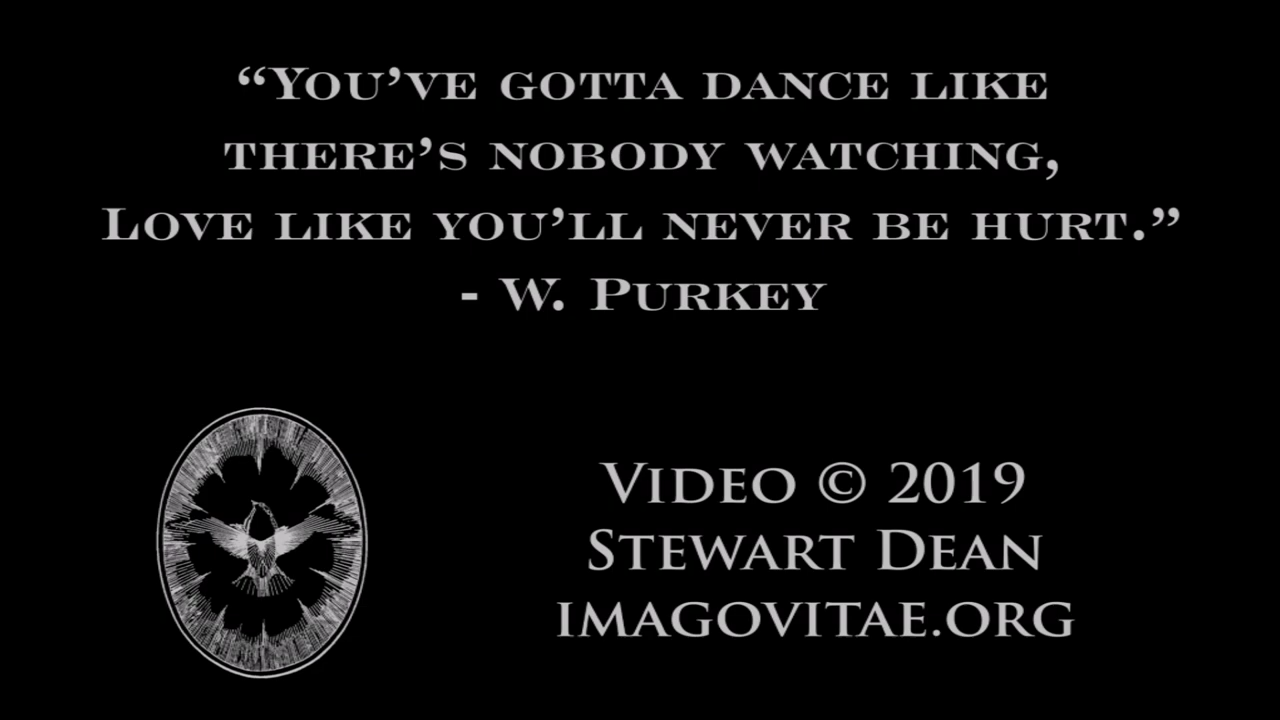 “You’ve gotta dance like
there’s nobody watching,
Love like you’ll never be hurt.”
- W. Purkey
Video © 2019
Stewart Dean
imagovitae.org